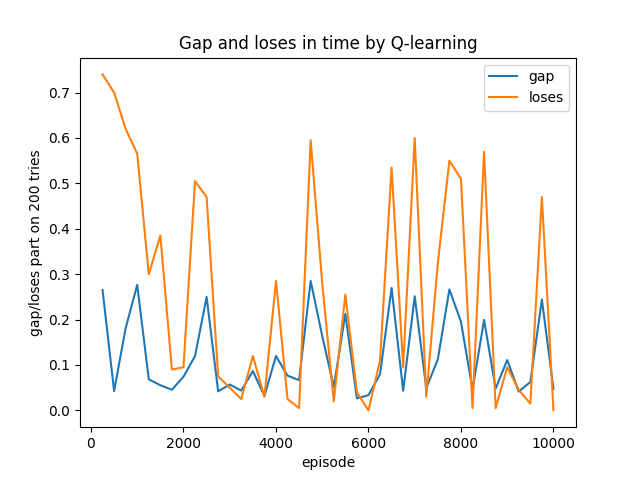 Gap and loses in time by Q-learning
gap
loses
gap/loses part on 200 tries
0.7
0.6
0.5
0.4
0.3
0.2
0.1
0.0
0 2000 4000 6000 8000 10000
episode